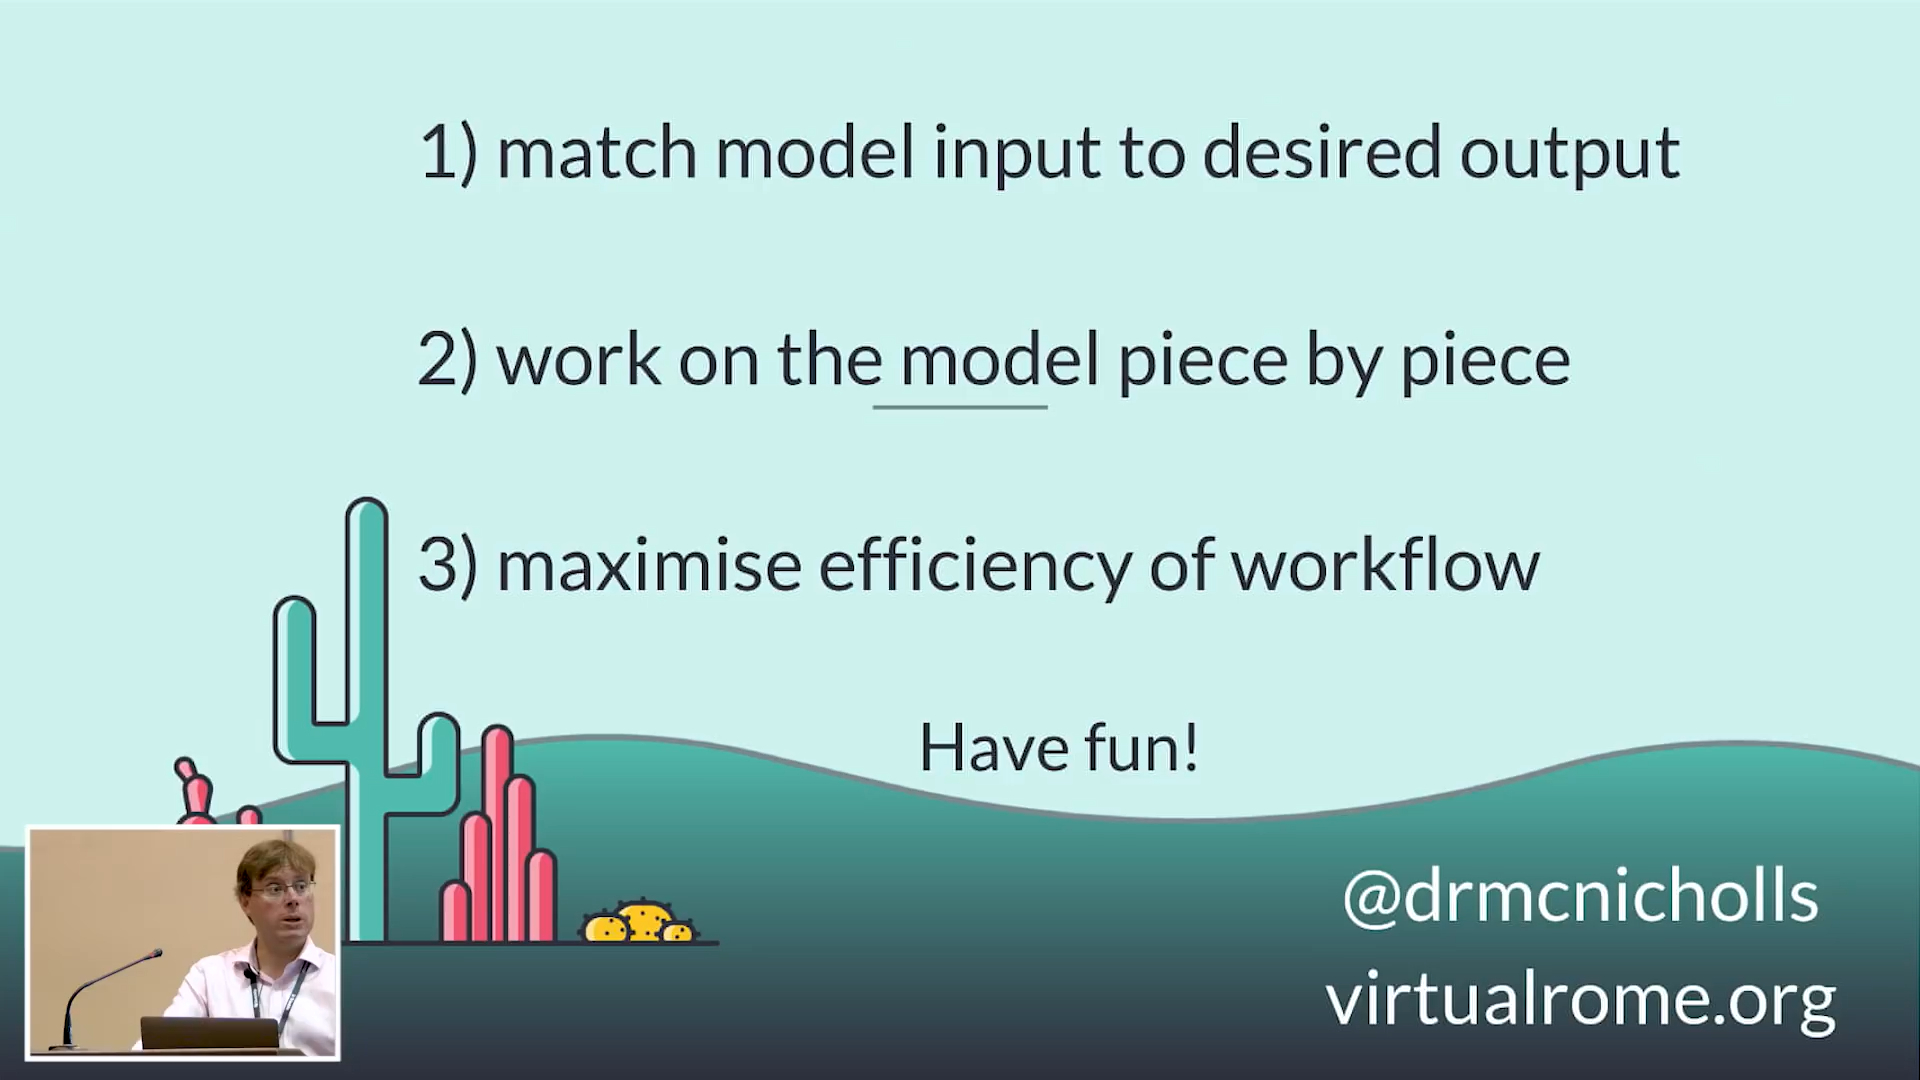 1) match model input to desired output
2) work on the model piece by piece
3) maximise efficiency of workflow
Have fun!
@drmcnicholls
virtualrome.org